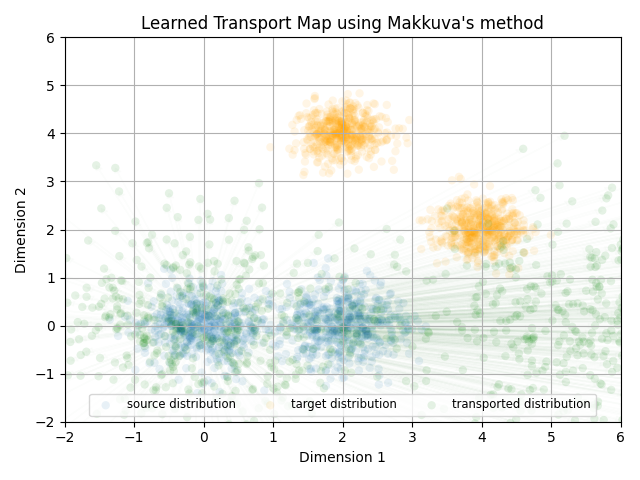 Learned Transport Map using Makkuva's method
6
5
4
3
2
1
0
−1
−2
Dimension 2
source distribution target distribution transported distribution
−2 −1 0 1 2 3 4 5 6
Dimension 1